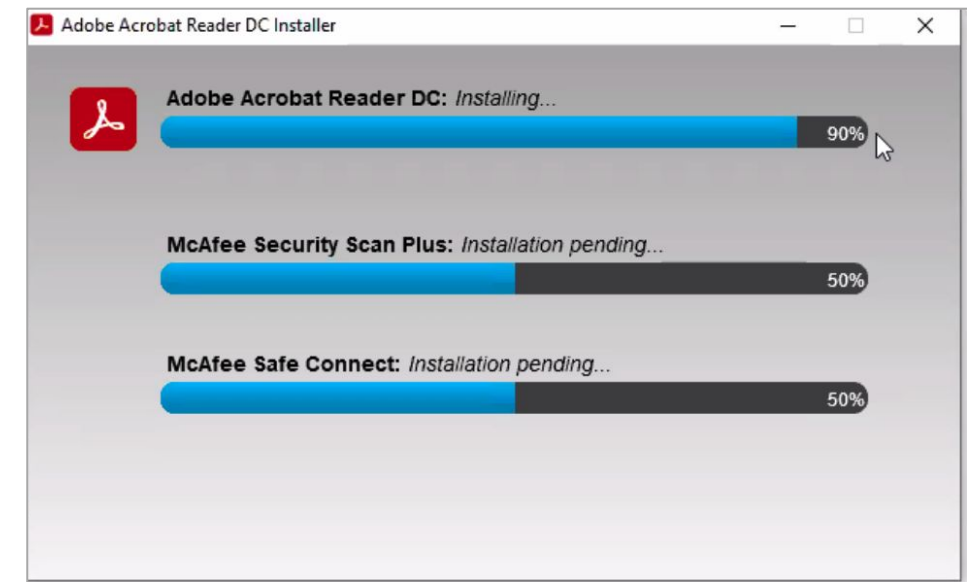 Adobe Acrobat Reader DC Installer
Adobe Acrobat Reader DC: Installing...
90%
McAfee Security Scan Plus: Installation pending...
50%
McAfee Safe Connect: Installation pending...
50%